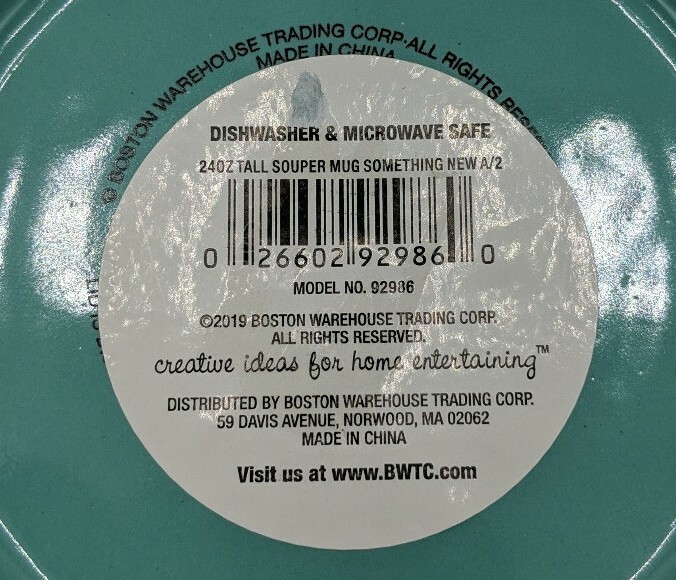 © BOSTON WAREHOUSE TRADING CORP·ALL RIGHTS
MADE IN CHINA
DISHWASHER & MICROWAVE SAFE
24OZ TALL SOUPER MUG SOMETHING NEW A/2
0 26602 92986 0
MODEL NO. 92986
©2019 BOSTON WAREHOUSE TRADING CORP.
ALL RIGHTS RESERVED.
creative ideas for home entertaining™
DISTRIBUTED BY BOSTON WAREHOUSE TRADING CORP.
59 DAVIS AVENUE, NORWOOD, MA 02062
MADE IN CHINA
Visit us at www.BWTC.com